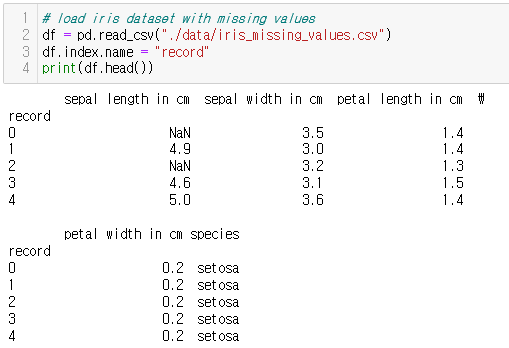 1 # load iris dataset with missing values
2 df = pd.read_csv("./data/iris_missing_values.csv")
3 df.index.name = "record"
4 print(df.head())
sepal length in cm sepal width in cm petal length in cm ₩
record
0 NaN 3.5 1.4
1 4.9 3.0 1.4
2 NaN 3.2 1.3
3 4.6 3.1 1.5
4 5.0 3.6 1.4
petal width in cm species
record
0 0.2 setosa
1 0.2 setosa
2 0.2 setosa
3 0.2 setosa
4 0.2 setosa